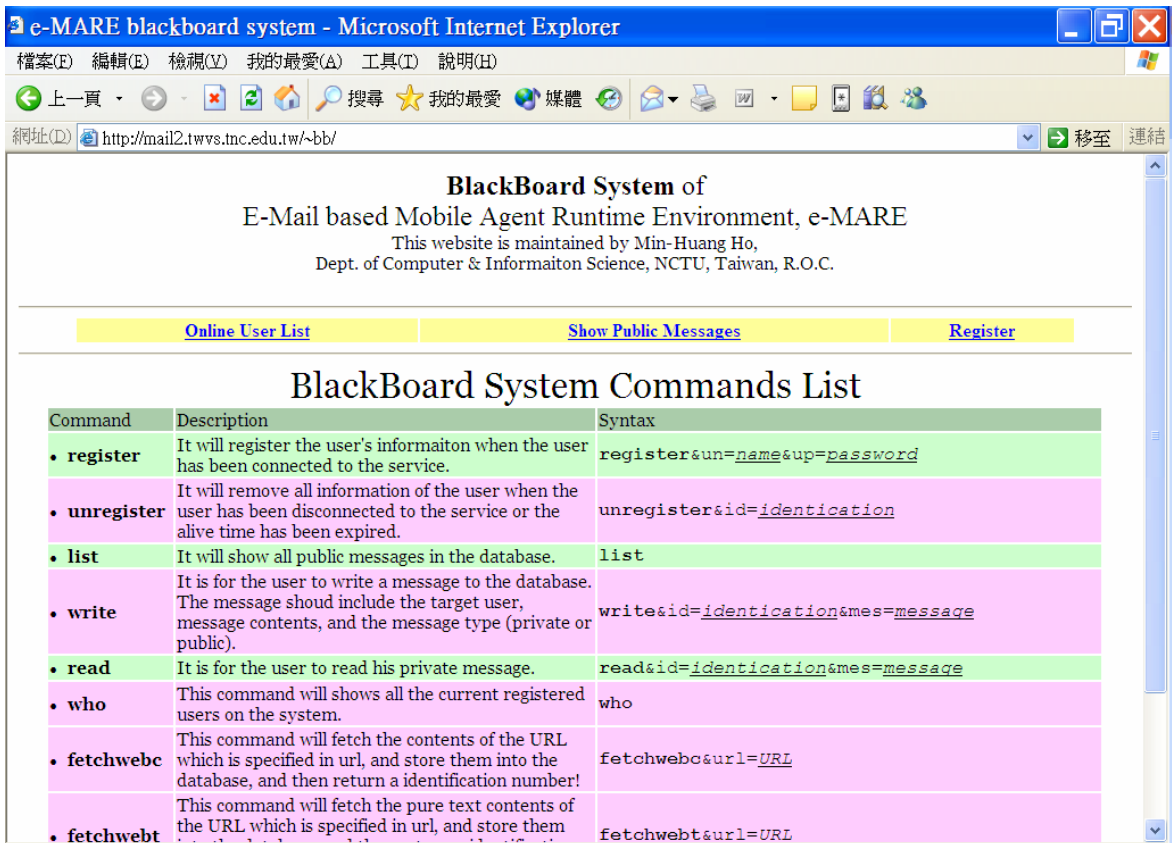 e-MARE blackboard system - Microsoft Internet Explorer
檔案(F) 編輯(E) 檢視(V) 我的最愛(A) 工具(T) 說明(H)
上一頁 搜尋 我的最愛 媒體
網址(D) http://mail2.twvs.tnc.edu.tw/~bb/ 移至 連結
BlackBoard System of
E-Mail based Mobile Agent Runtime Environment, e-MARE
This website is maintained by Min-Huang Ho,
Dept. of Computer & Informaiton Science, NCTU, Taiwan, R.O.C.
Online User List Show Public Messages Register
BlackBoard System Commands List
Command Description Syntax
• register
It will register the user's informaiton when the user
has been connected to the service.
register&un=name&up=password
• unregister
It will remove all information of the user when the
user has been disconnected to the service or the
alive time has been expired.
unregister&id=identication
• list It will show all public messages in the database. list
• write
It is for the user to write a message to the database.
The message shoud include the target user,
message contents, and the message type (private or
public).
write&id=identication&mes=message
• read It is for the user to read his private message. read&id=identication&mes=message
• who
This command will shows all the current registered
users on the system.
who
• fetchwebc
This command will fetch the contents of the URL
which is specified in url, and store them into the
database, and then return a identification number!
fetchwebc&url=URL
• fetchwebt
This command will fetch the pure text contents of
the URL which is specified in url, and store them
fetchwebt&url=URL